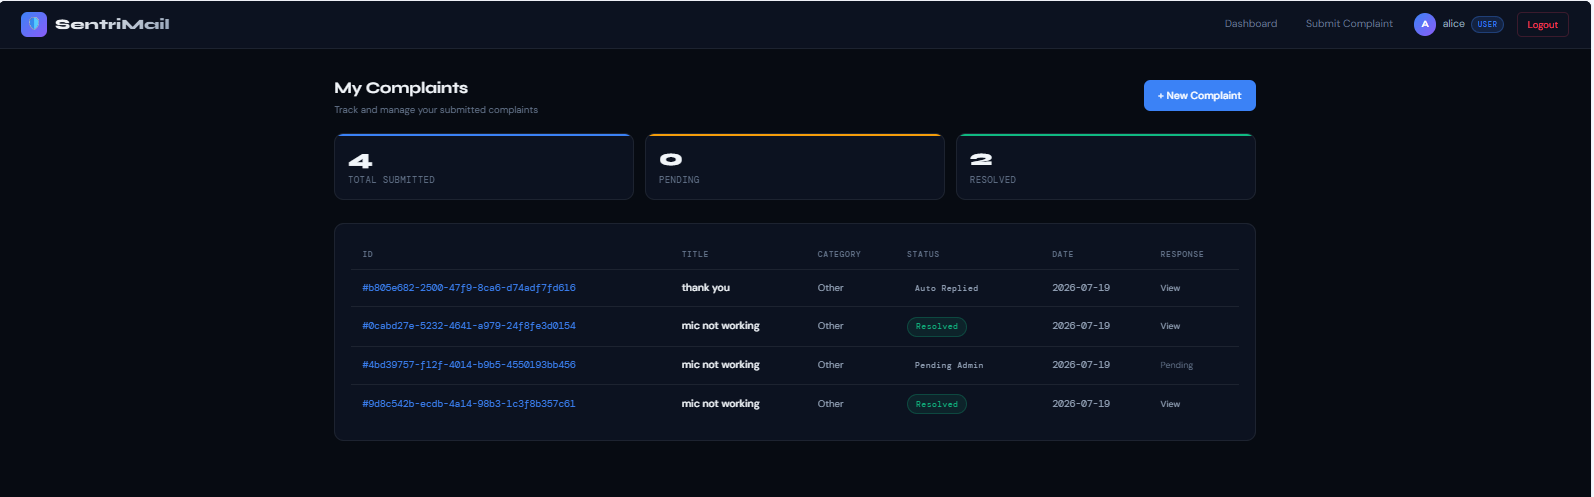 SentriMail
Dashboard Submit Complaint A alice USER Logout
My Complaints
Track and manage your submitted complaints
+ New Complaint
4
TOTAL SUBMITTED
0
PENDING
2
RESOLVED
ID TITLE CATEGORY STATUS DATE RESPONSE
#b805e682-2500-47f9-8ca6-d74adf7fd616 thank you Other Auto Replied 2026-07-19 View
#0cabd27e-5232-4641-a979-24f8fe3d0154 mic not working Other Resolved 2026-07-19 View
#4bd39757-f12f-4014-b9b5-4550193bb456 mic not working Other Pending Admin 2026-07-19 Pending
#9d8c542b-ecdb-4a14-98b3-1c3f8b357c61 mic not working Other Resolved 2026-07-19 View